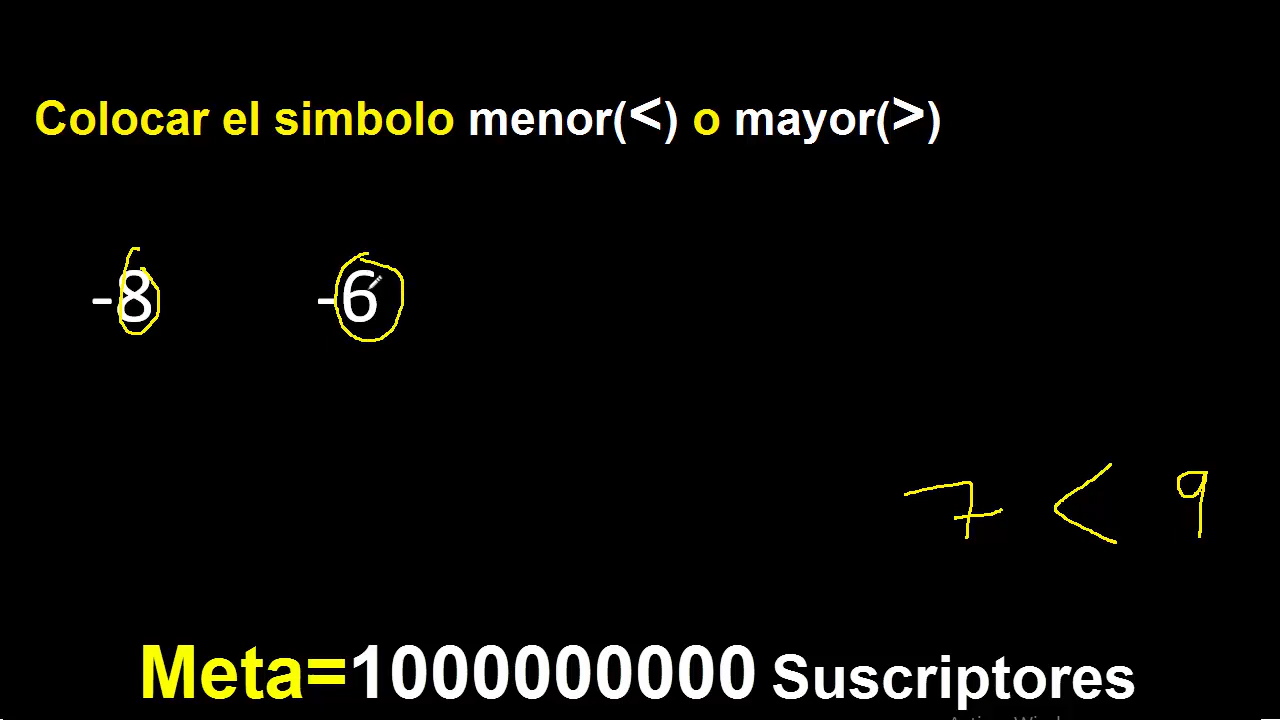 Colocar el simbolo menor(<) o mayor(>)
-8 -6
7 < 9
Meta=1000000000 Suscriptores